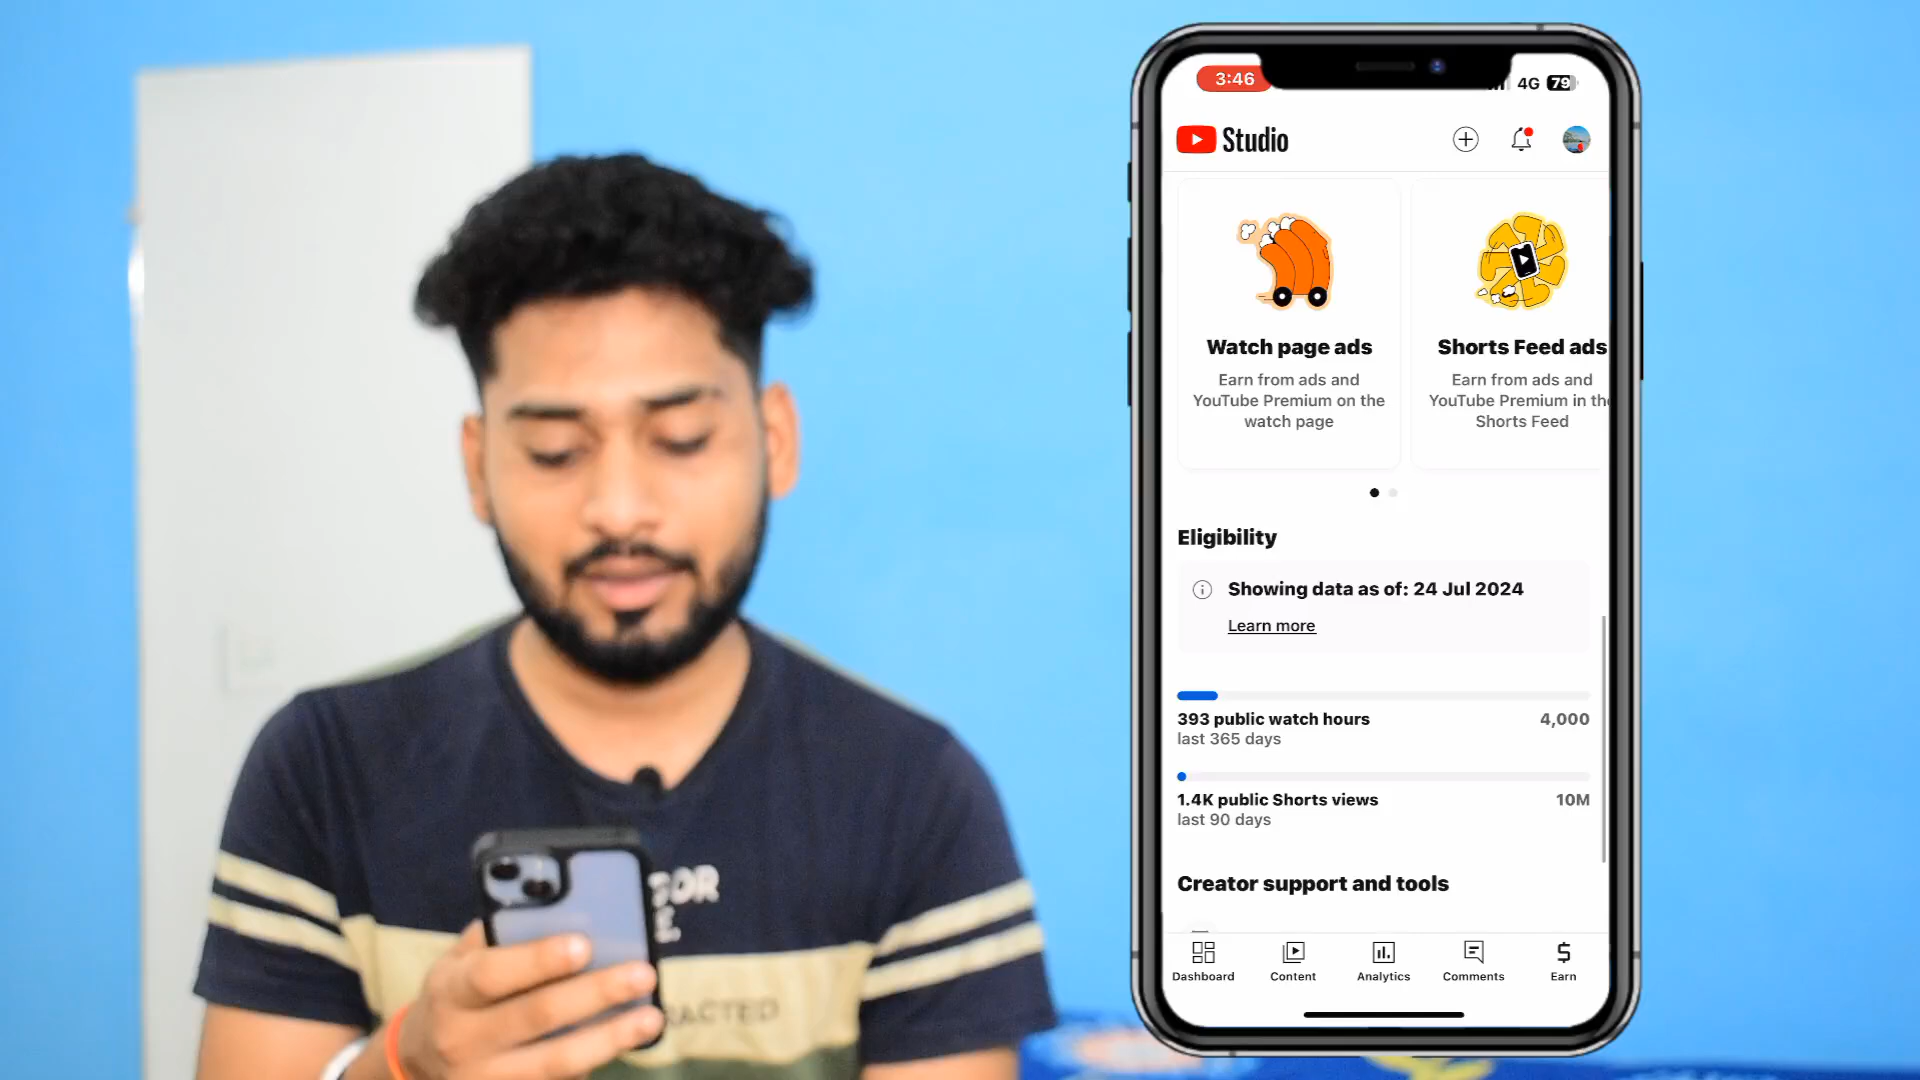 3:46
4G
79
Studio
Watch page ads
Earn from ads and
YouTube Premium on the
watch page
Shorts Feed ads
Earn from ads and
YouTube Premium in the
Shorts Feed
Eligibility
Showing data as of: 24 Jul 2024
Learn more
393 public watch hours
4,000
last 365 days
1.4K public Shorts views
10M
last 90 days
Creator support and tools
Dashboard
Content
Analytics
Comments
Earn